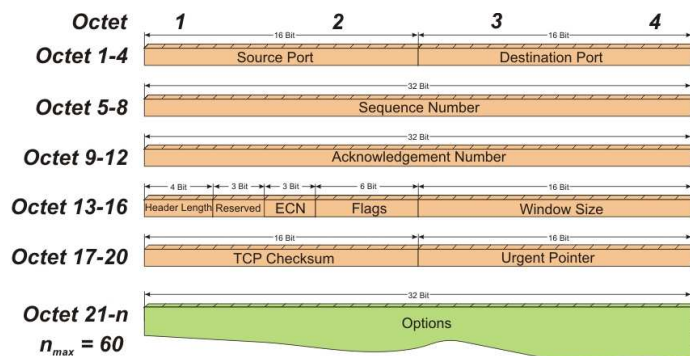 Octet 1 2 3 4
16 Bit 16 Bit
Octet 1-4 Source Port Destination Port
32 Bit
Octet 5-8 Sequence Number
32 Bit
Octet 9-12 Acknowledgement Number
4 Bit 3 Bit 3 Bit 6 Bit 16 Bit
Octet 13-16 Header Length Reserved ECN Flags Window Size
16 Bit 16 Bit
Octet 17-20 TCP Checksum Urgent Pointer
32 Bit
Octet 21-n Options
nmax = 60